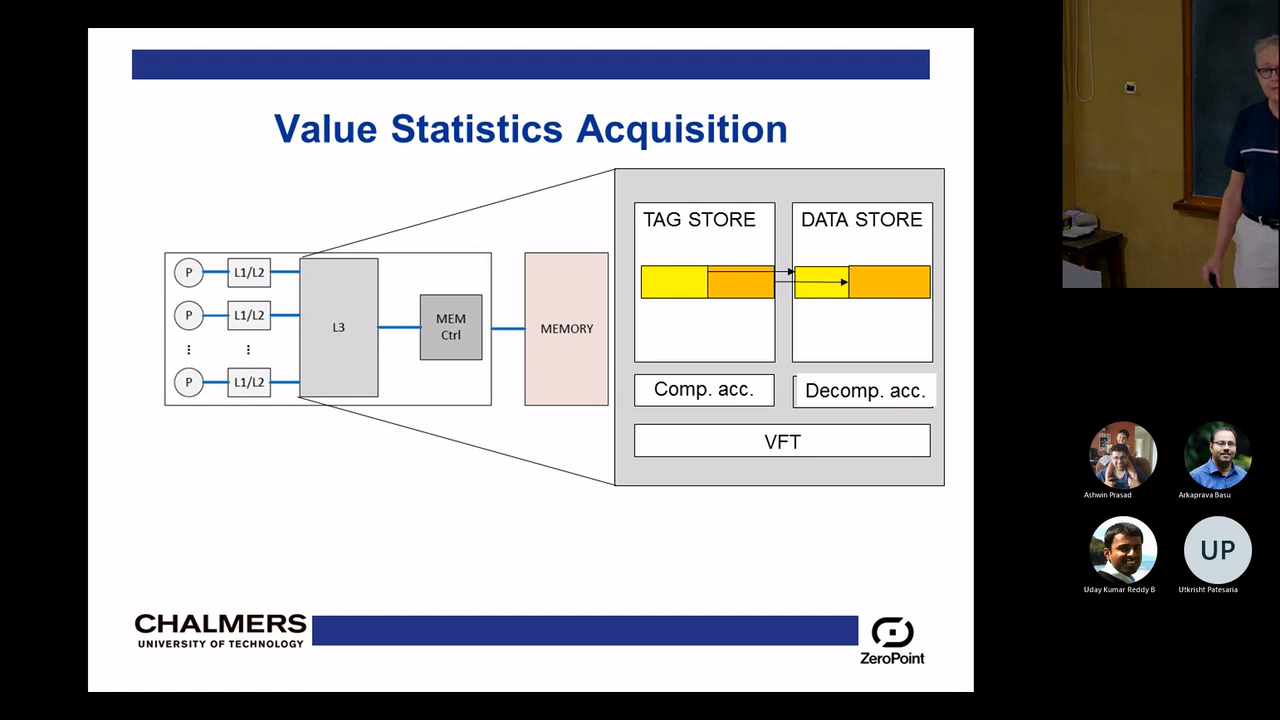 Value Statistics Acquisition
P
L1/L2
P
L1/L2
⋮
⋮
P
L1/L2
L3
MEM
Ctrl
MEMORY
TAG STORE
DATA STORE
Comp. acc.
Decomp. acc.
VFT
CHALMERS
UNIVERSITY OF TECHNOLOGY
ZeroPoint
Ashwin Prasad
Arkaprava Basu
UP
Uday Kumar Reddy B
Utkrisht Patesaria